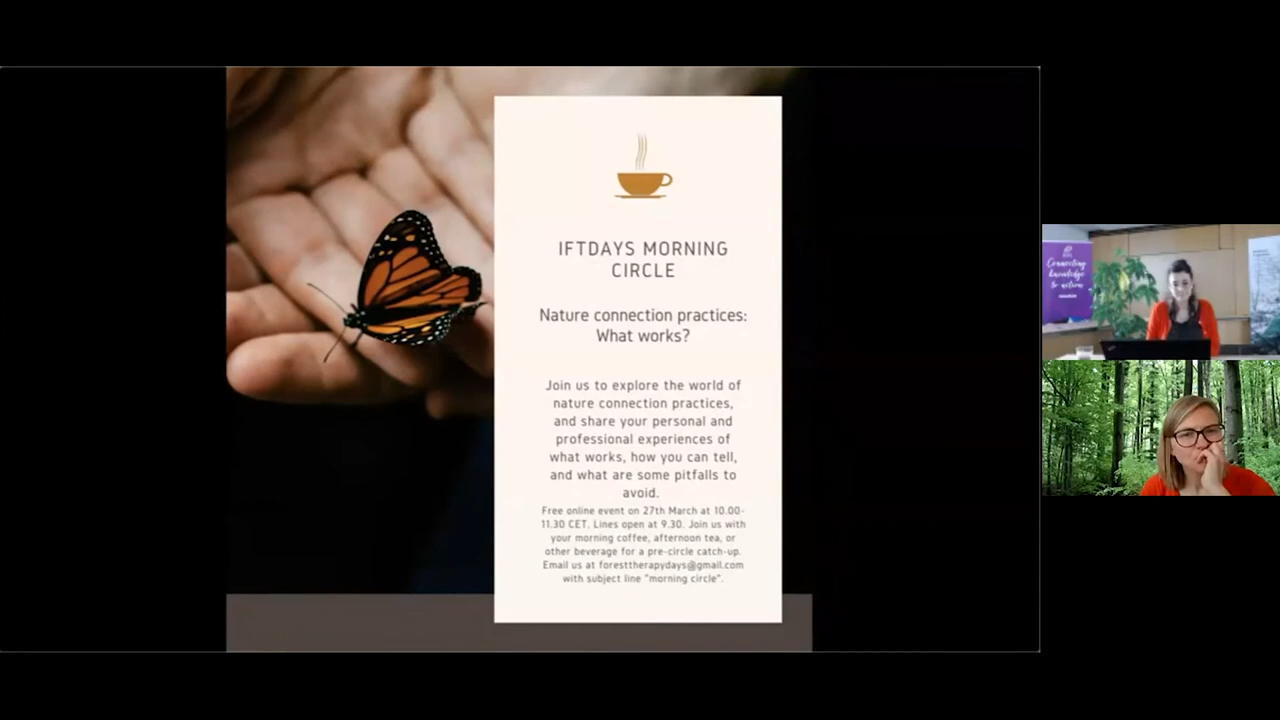 IFTDAYS MORNING
CIRCLE
Nature connection practices:
What works?
Join us to explore the world of
nature connection practices,
and share your personal and
professional experiences of
what works, how you can tell,
and what are some pitfalls to
avoid.
Free online event on 27th March at 10.00-
11.30 CET. Lines open at 9.30. Join us with
your morning coffee, afternoon tea, or
other beverage for a pre-circle catch-up.
Email us at foresttherapydays@gmail.com
with subject line "morning circle".
Connecting
knowledge
to action